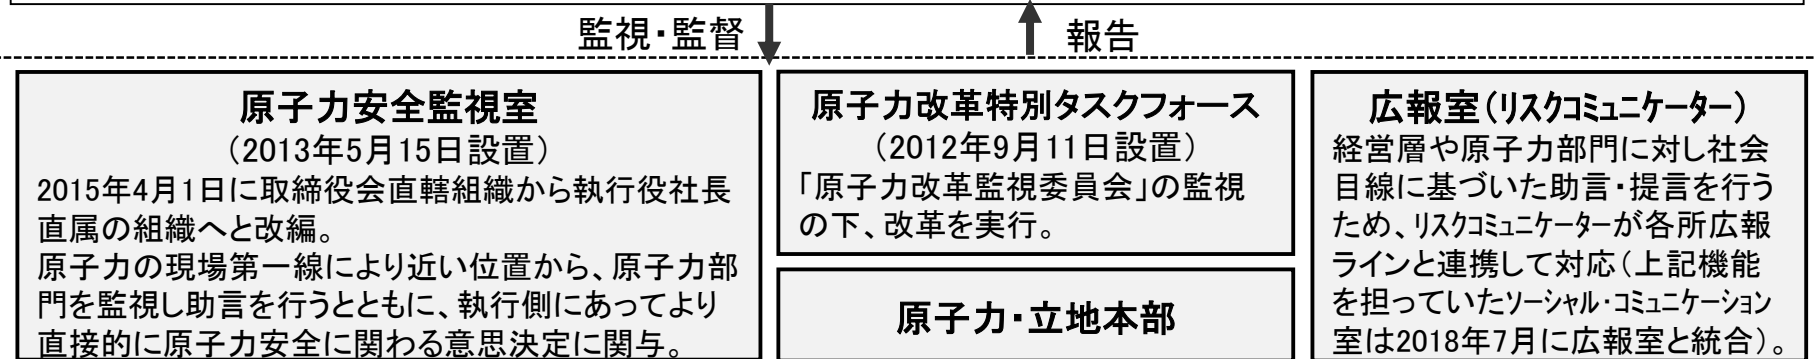 監視・監督
報告
原子力安全監視室
（2013年5月15日設置）
2015年4月1日に取締役会直轄組織から執行役社長
直属の組織へと改編。
原子力の現場第一線により近い位置から、原子力部
門を監視し助言を行うとともに、執行側にあってより
直接的に原子力安全に関わる意思決定に関与。
原子力改革特別タスクフォース
（2012年9月11日設置）
「原子力改革監視委員会」の監視
の下、改革を実行。
原子力・立地本部
広報室（リスクコミュニケーター）
経営層や原子力部門に対し社会
目線に基づいた助言・提言を行う
ため、リスクコミュニケーターが各所広報
ラインと連携して対応（上記機能
を担っていたソーシャル・コミュニケーション
室は2018年7月に広報室と統合）。